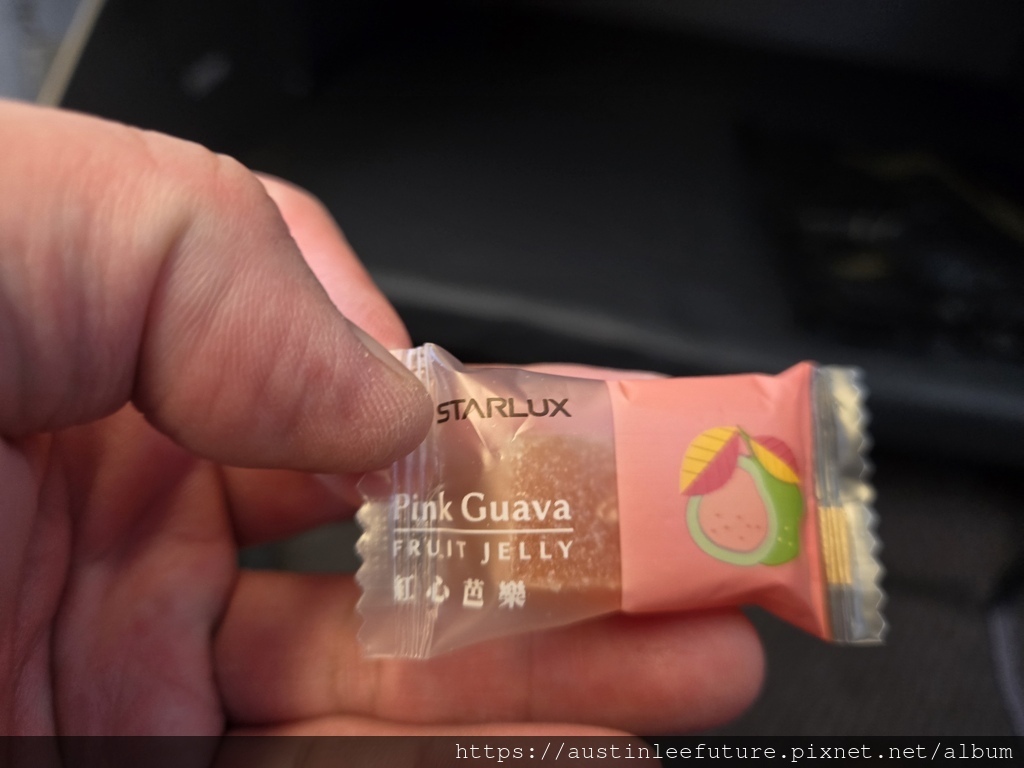 STARLUX
Pink Guava
FRUIT JELLY
紅心芭樂
https://austinleefuture.pixnet.net/album